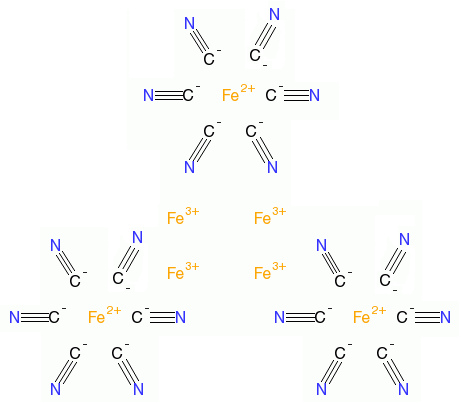 N N
C⁻ C⁻
N C⁻ Fe²⁺ C⁻ N
C⁻ C⁻
N N
Fe³⁺ Fe³⁺
N N N N
Fe³⁺ Fe³⁺
C⁻ C⁻ C⁻ C⁻
N C⁻ Fe²⁺ C⁻ N N C⁻ Fe²⁺ C⁻ N
C⁻ C⁻ C⁻ C⁻
N N N N